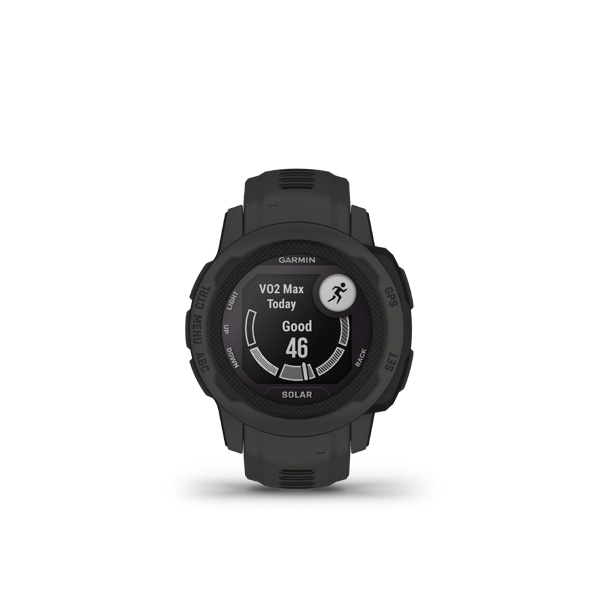 GARMIN
VO2 Max
Today
Good
46
SOLAR
LIGHT
UP
DOWN
CTRL
MENU
ABC
GPS
SET
BACK